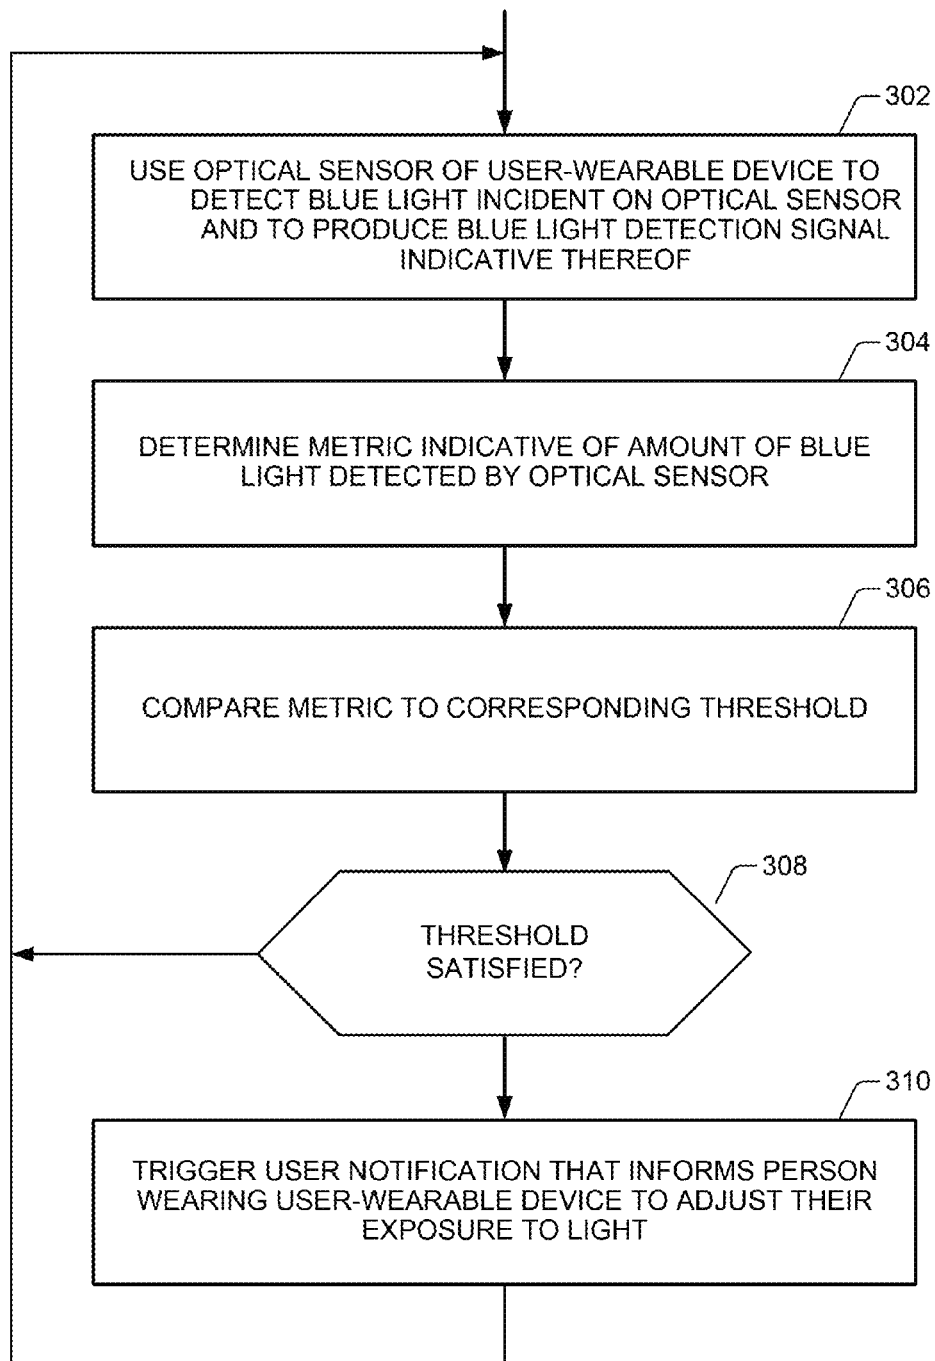 302
USE OPTICAL SENSOR OF USER-WEARABLE DEVICE TO
DETECT BLUE LIGHT INCIDENT ON OPTICAL SENSOR
AND TO PRODUCE BLUE LIGHT DETECTION SIGNAL
INDICATIVE THEREOF
304
DETERMINE METRIC INDICATIVE OF AMOUNT OF BLUE
LIGHT DETECTED BY OPTICAL SENSOR
306
COMPARE METRIC TO CORRESPONDING THRESHOLD
308
THRESHOLD
SATISFIED?
310
TRIGGER USER NOTIFICATION THAT INFORMS PERSON
WEARING USER-WEARABLE DEVICE TO ADJUST THEIR
EXPOSURE TO LIGHT